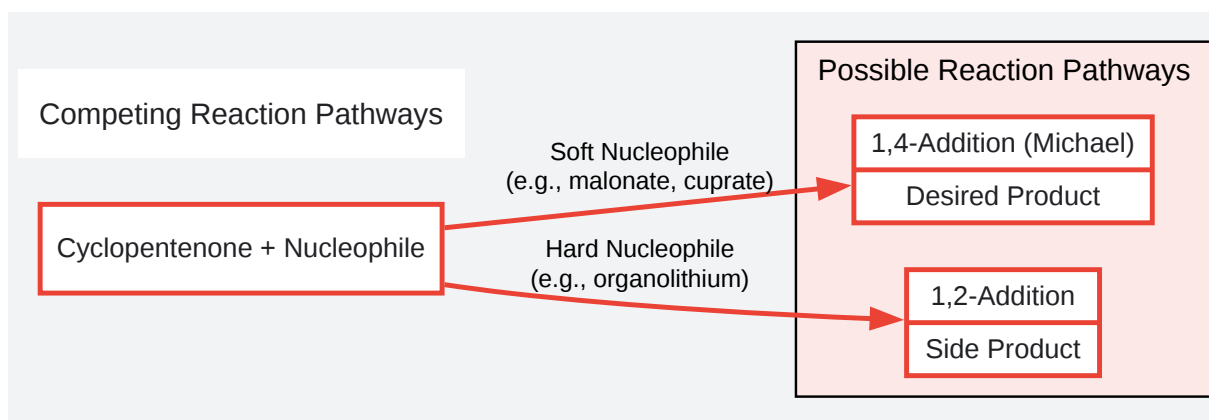 Competing Reaction Pathways
Cyclopentenone + Nucleophile
Soft Nucleophile
(e.g., malonate, cuprate)
Hard Nucleophile
(e.g., organolithium)
Possible Reaction Pathways
1,4-Addition (Michael)
Desired Product
1,2-Addition
Side Product